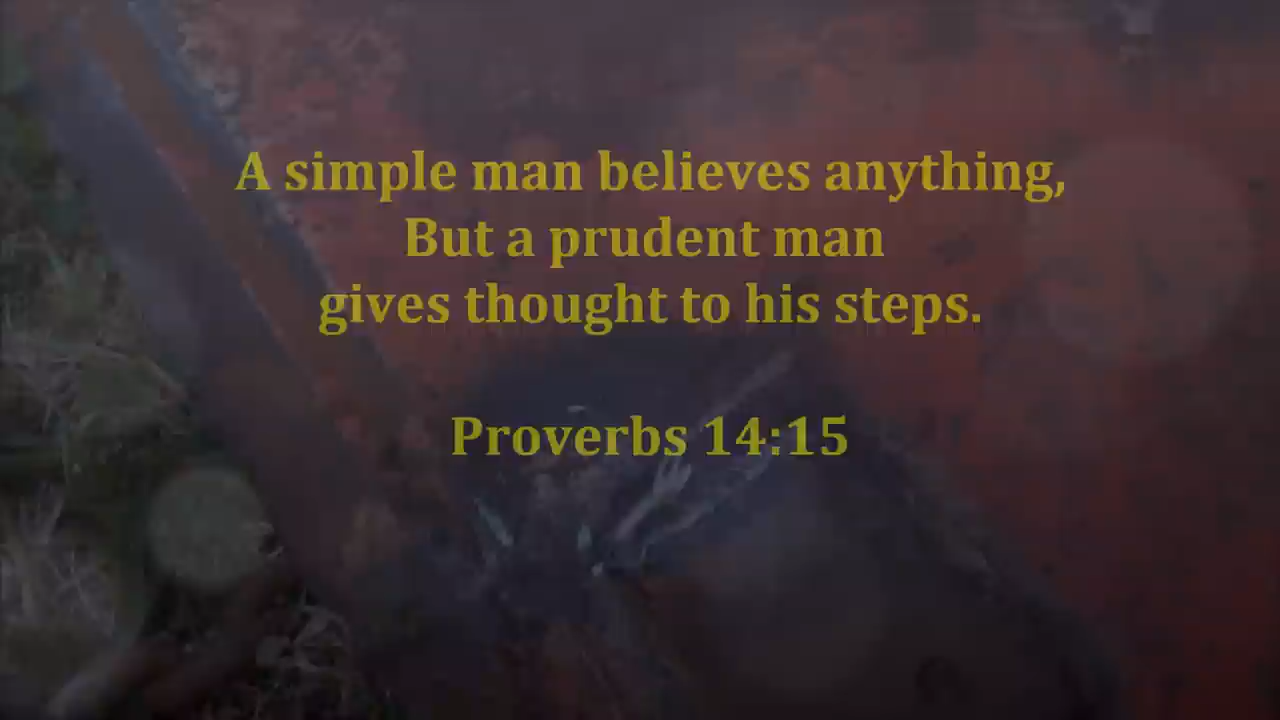 A simple man believes anything,
But a prudent man
gives thought to his steps.
Proverbs 14:15